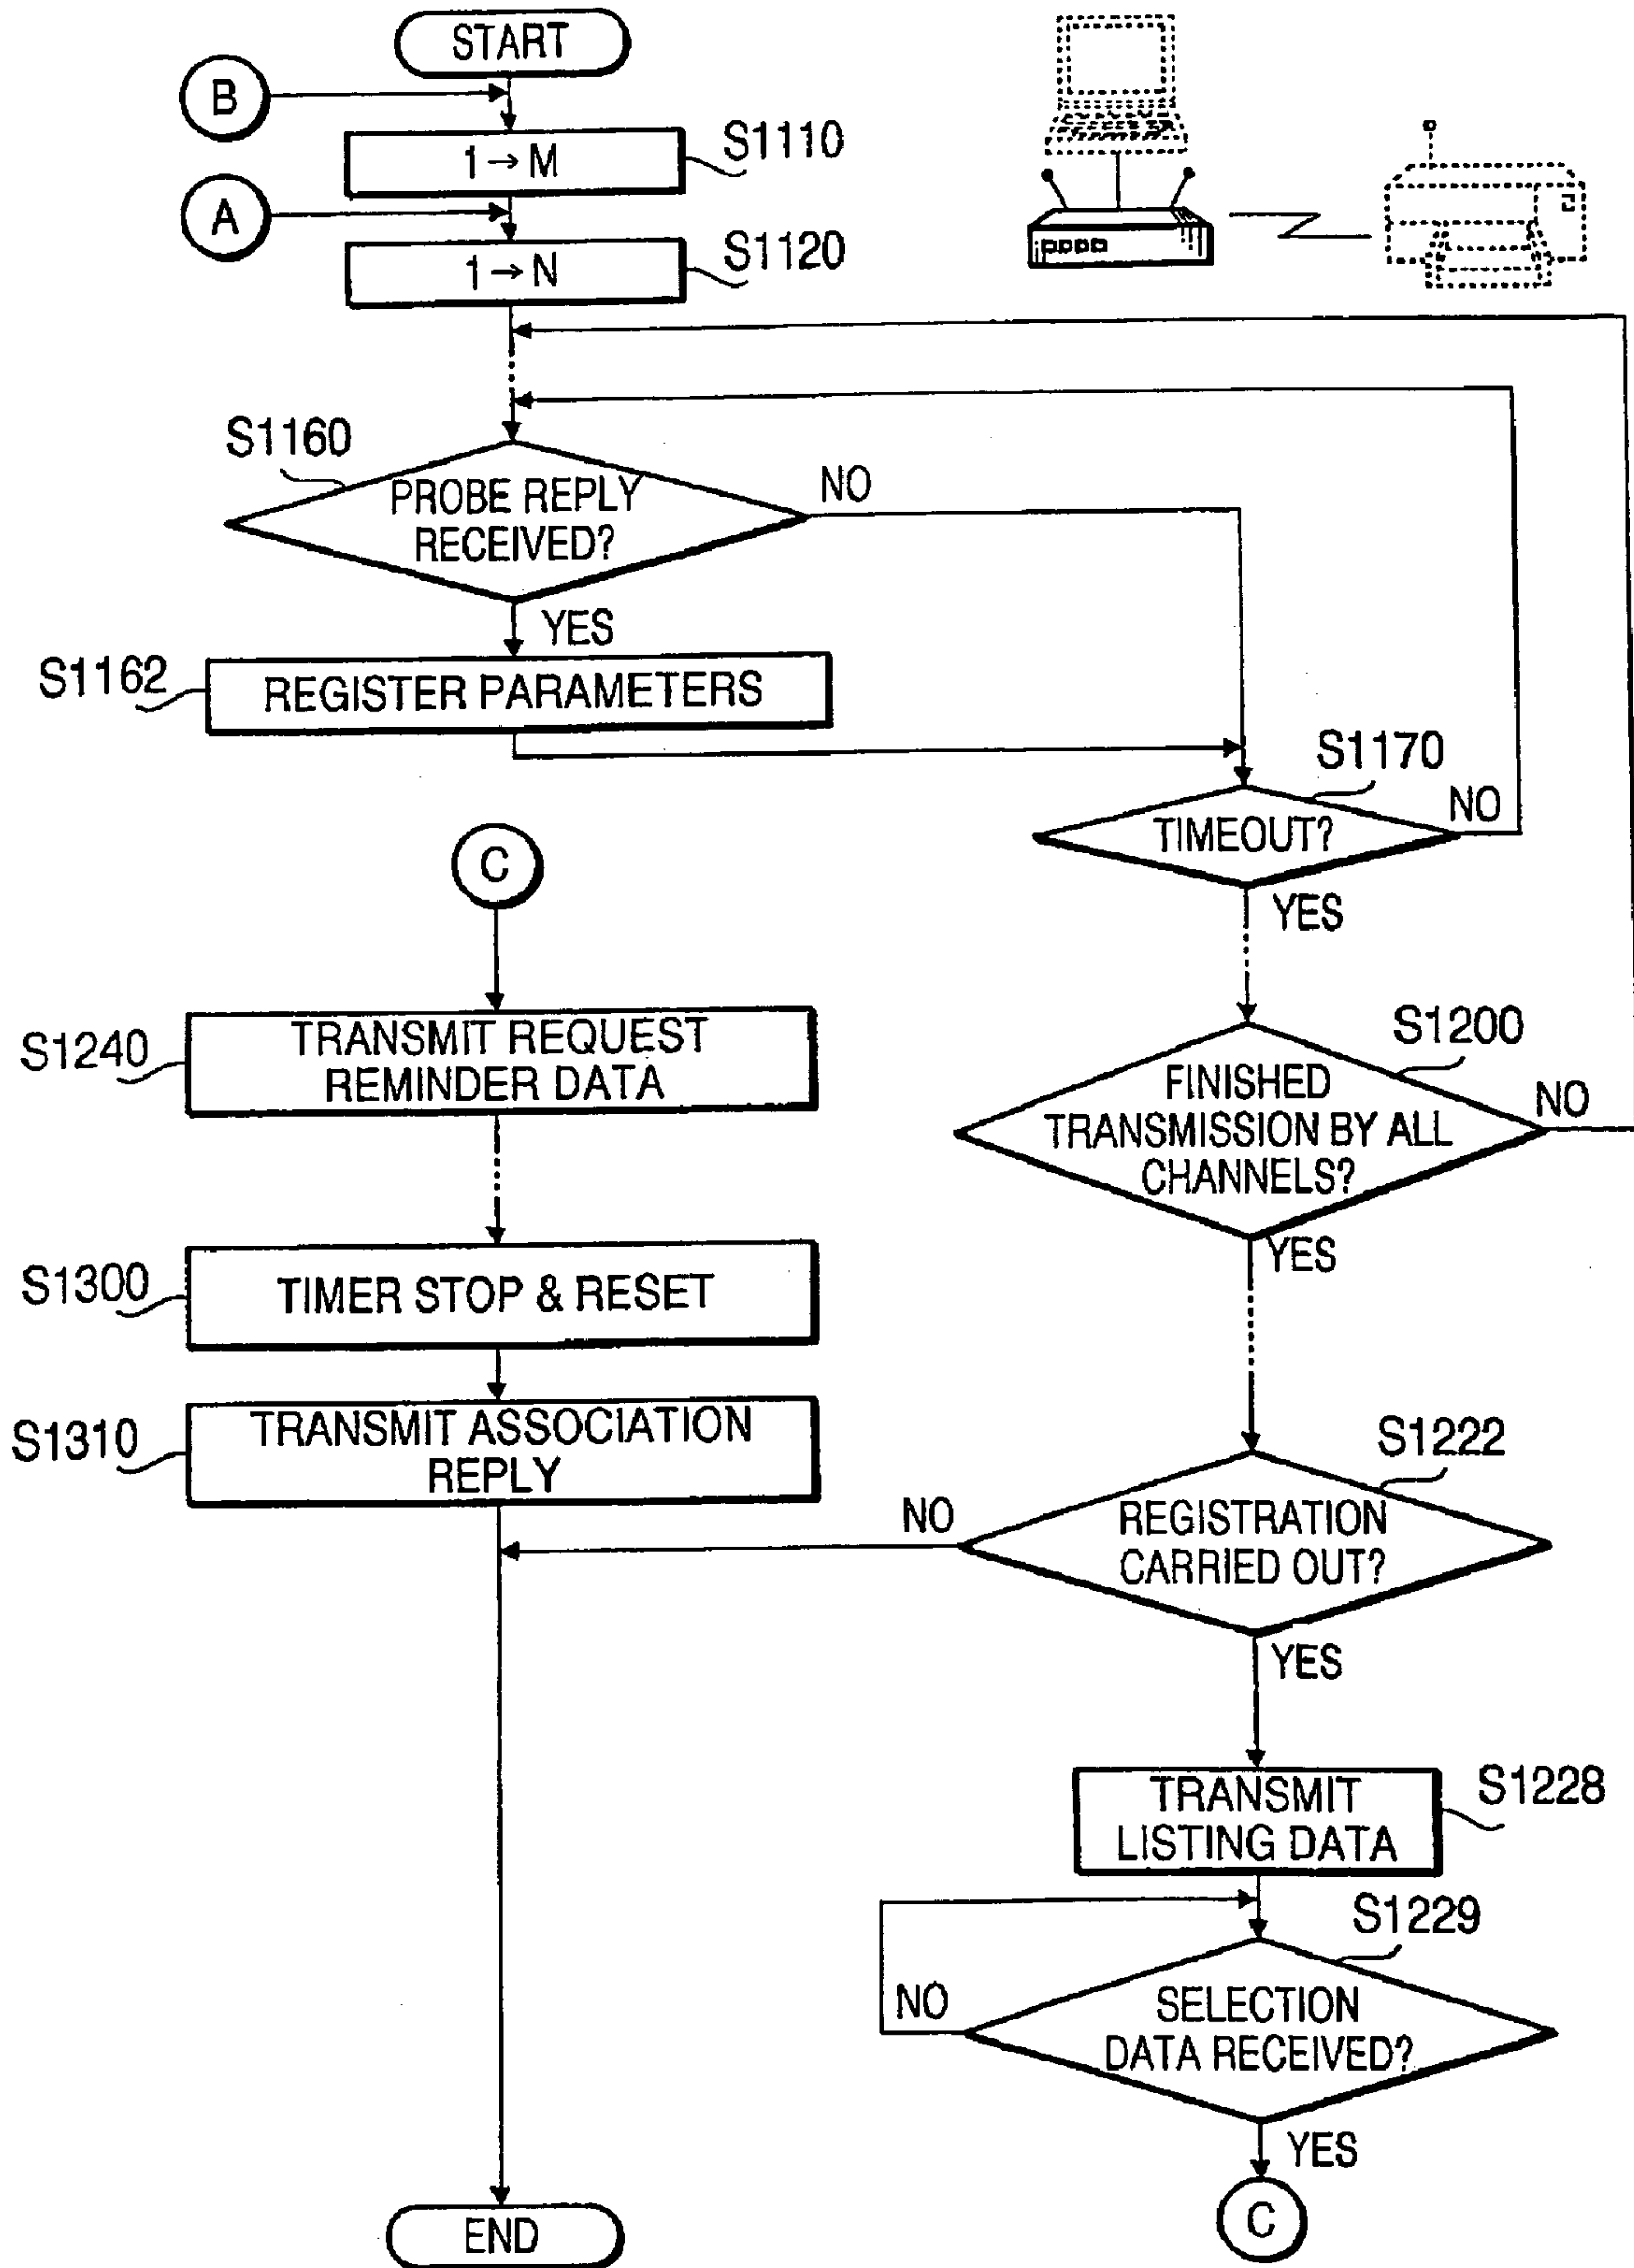 START
B
1→M
S1110
A
1→N
S1120
S1160
PROBE REPLY
RECEIVED?
NO
YES
S1162
REGISTER PARAMETERS
S1170
TIMEOUT?
NO
YES
C
S1240
TRANSMIT REQUEST
REMINDER DATA
S1200
FINISHED
TRANSMISSION BY ALL
CHANNELS?
NO
YES
S1300
TIMER STOP & RESET
S1310
TRANSMIT ASSOCIATION
REPLY
S1222
REGISTRATION
CARRIED OUT?
NO
YES
TRANSMIT
LISTING DATA
S1228
S1229
SELECTION
DATA RECEIVED?
NO
YES
C
END